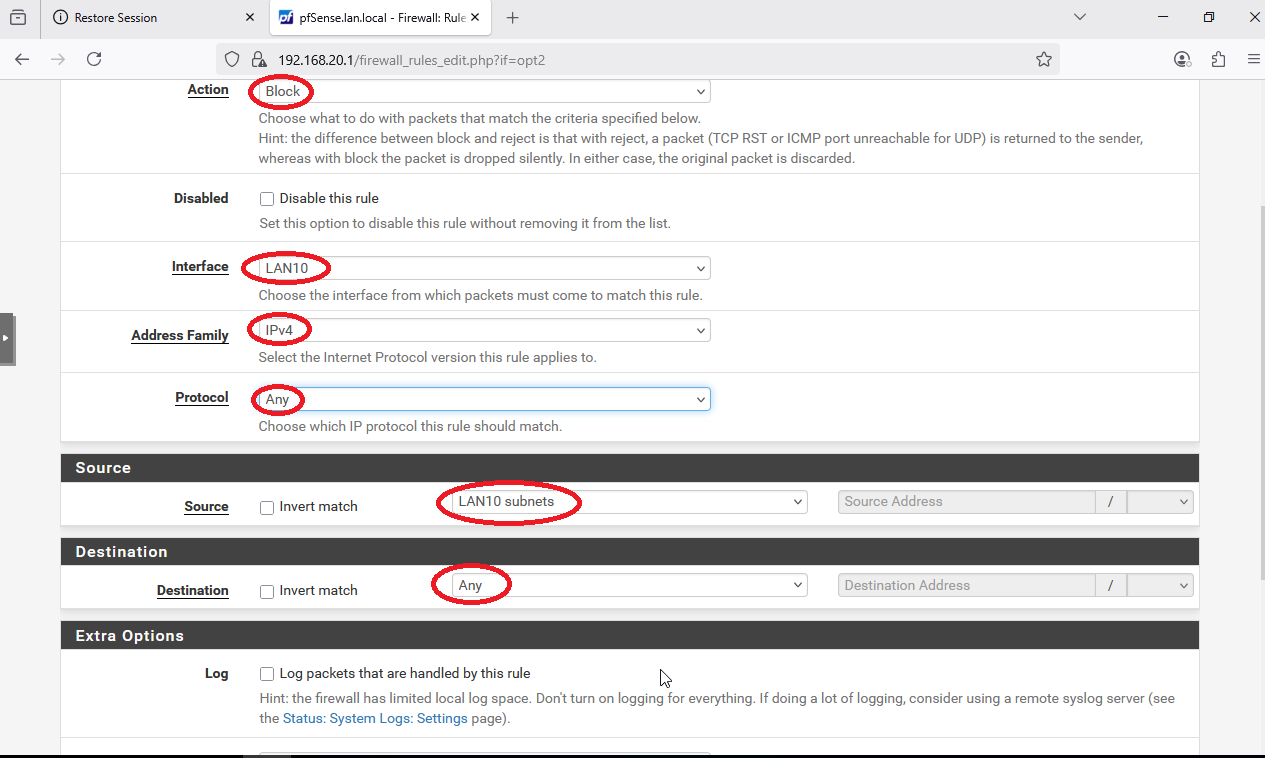 Restore Session
pfSense.lan.local - Firewall: Rule
192.168.20.1/firewall_rules_edit.php?if=opt2
Action
Block
Choose what to do with packets that match the criteria specified below.
Hint: the difference between block and reject is that with reject, a packet (TCP RST or ICMP port unreachable for UDP) is returned to the sender,
whereas with block the packet is dropped silently. In either case, the original packet is discarded.
Disabled
Disable this rule
Set this option to disable this rule without removing it from the list.
Interface
LAN10
Choose the interface from which packets must come to match this rule.
Address Family
IPv4
Select the Internet Protocol version this rule applies to.
Protocol
Any
Choose which IP protocol this rule should match.
Source
Source
Invert match
LAN10 subnets
Source Address
/
Destination
Destination
Invert match
Any
Destination Address
/
Extra Options
Log
Log packets that are handled by this rule
Hint: the firewall has limited local log space. Don't turn on logging for everything. If doing a lot of logging, consider using a remote syslog server (see
the Status: System Logs: Settings page).